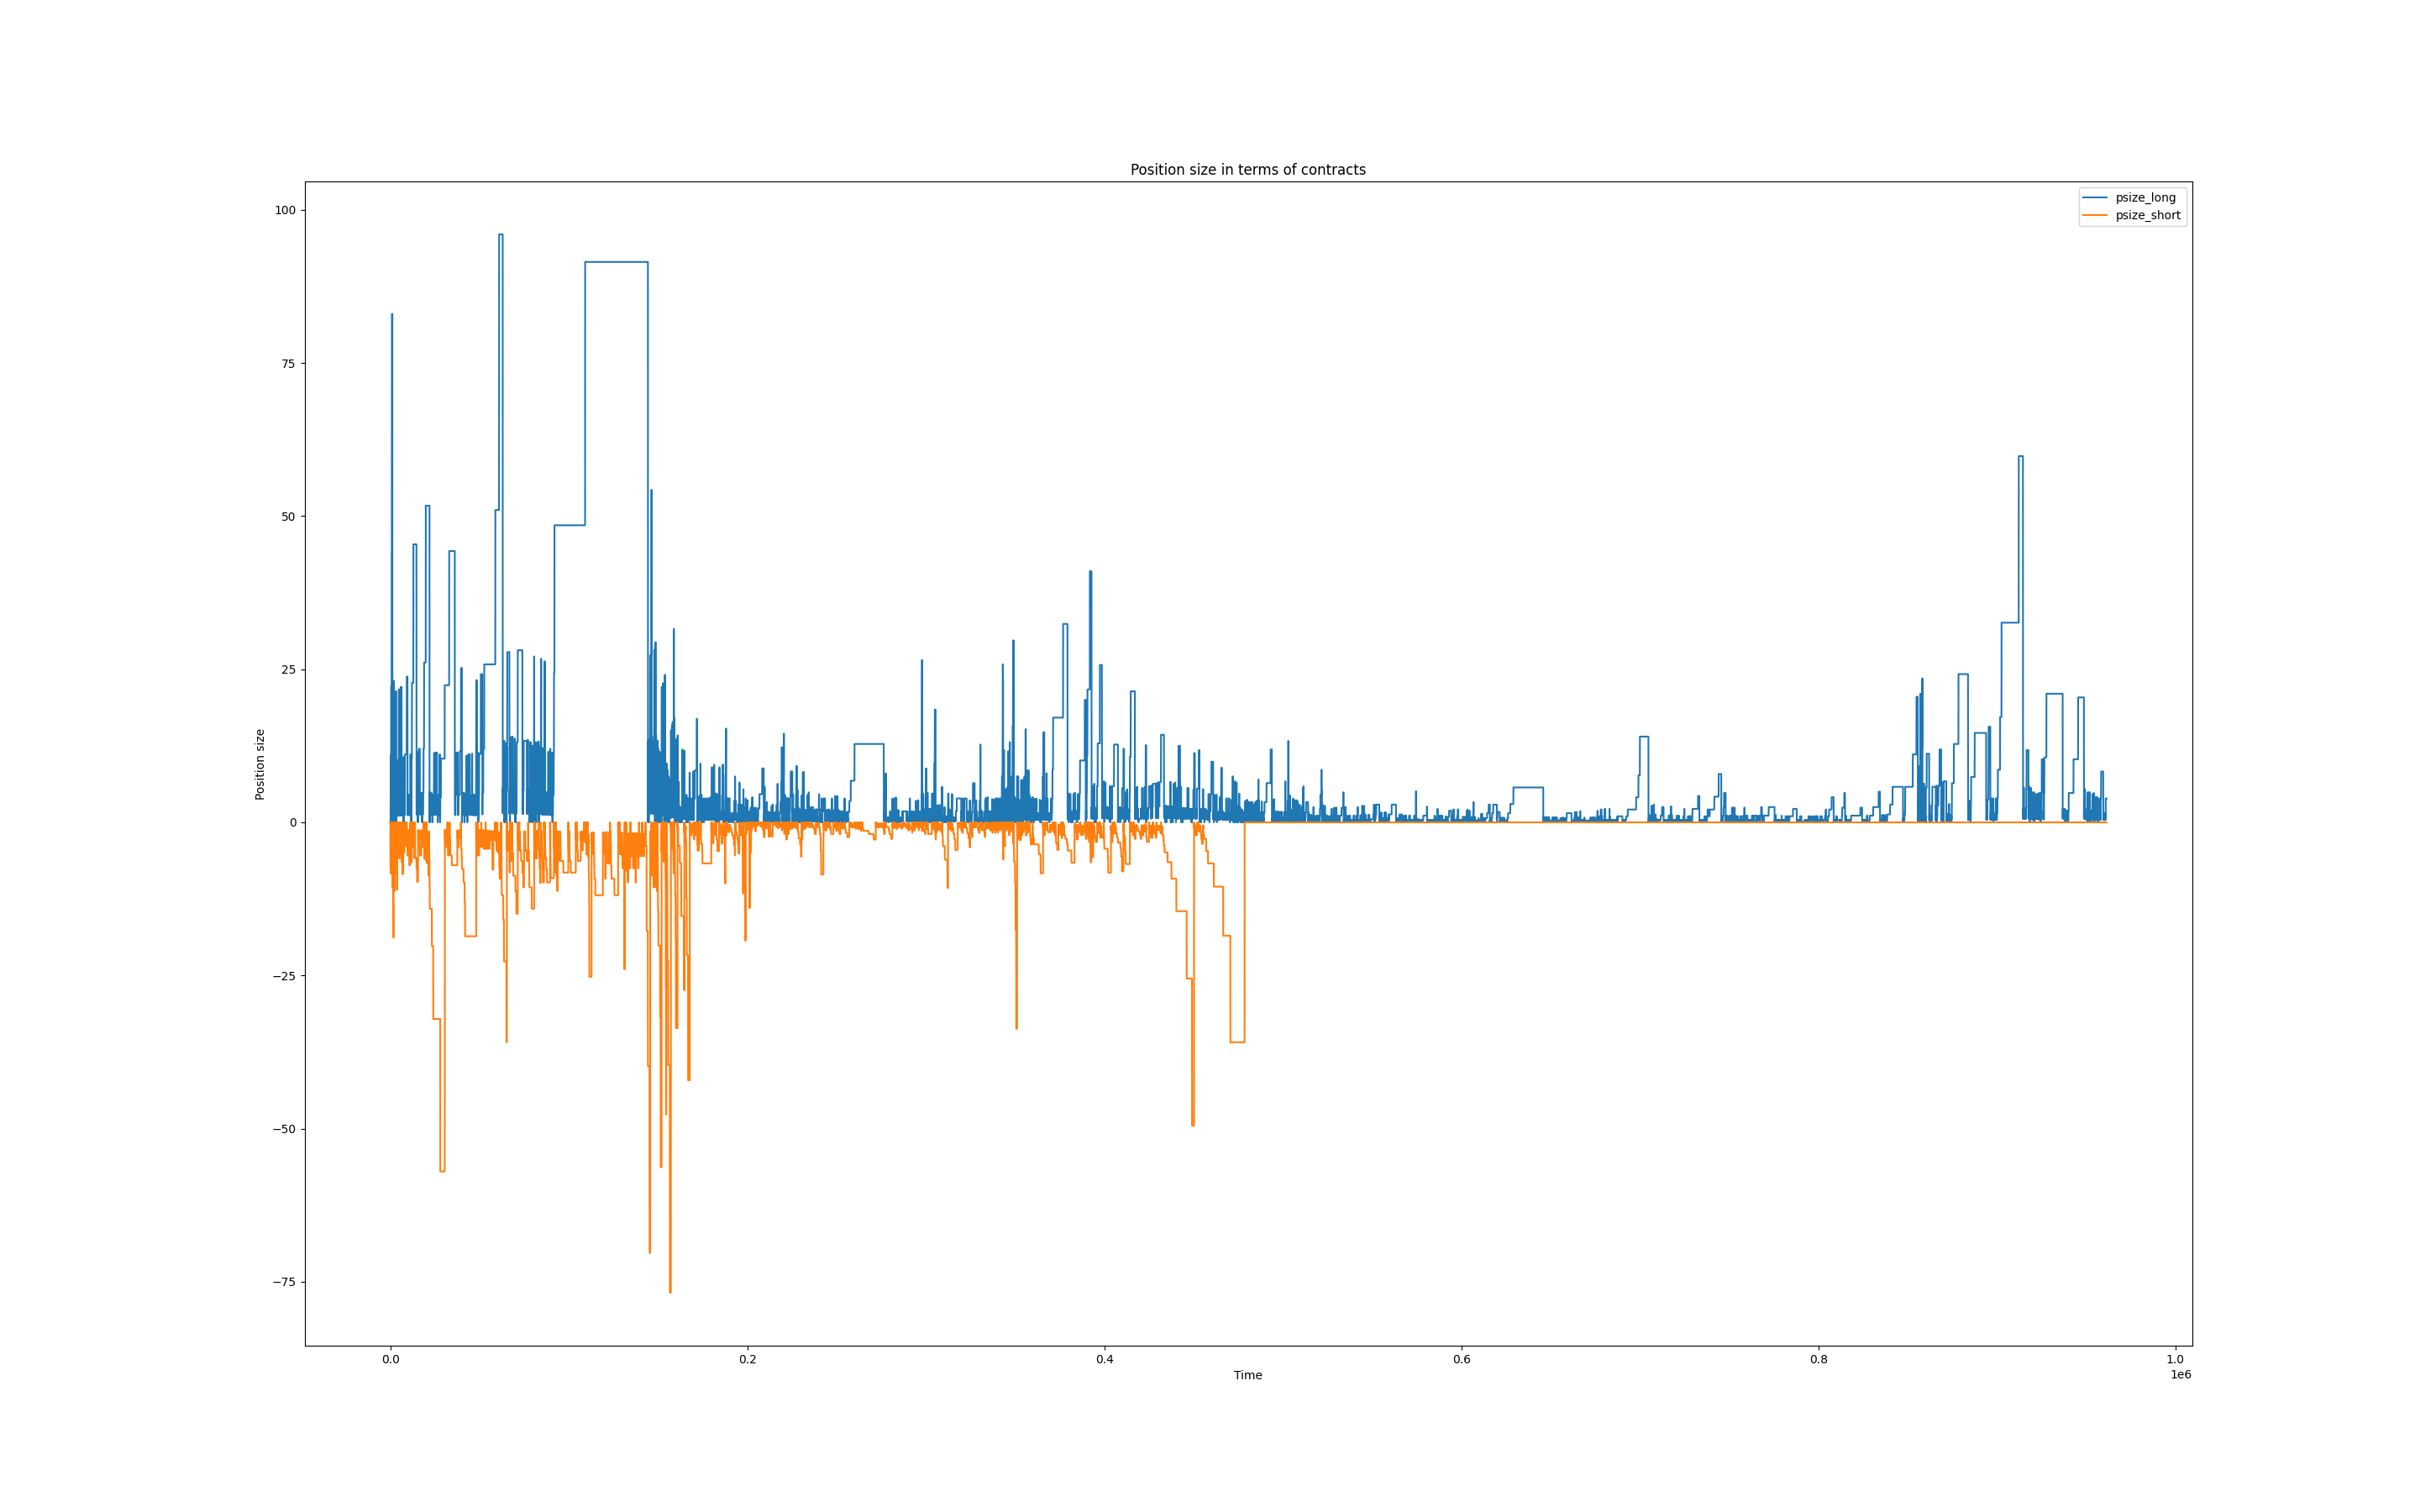 Position size in terms of contracts
psize_long
psize_short
100
75
50
25
0
−25
−50
−75
Position size
0.0
0.2
0.4
0.6
0.8
1.0
1e6
Time